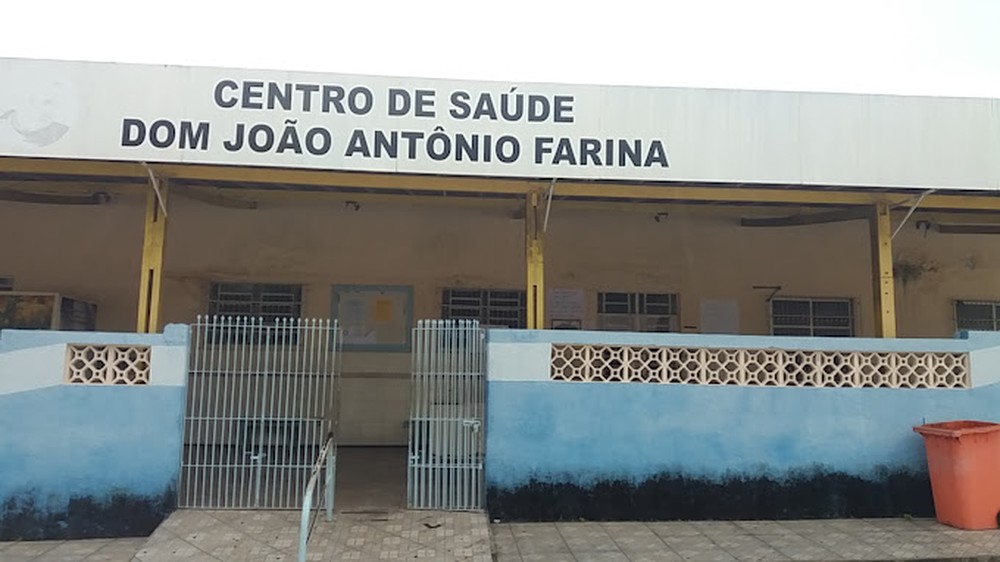 CENTRO DE SAÚDE
DOM JOÃO ANTÔNIO FARINA